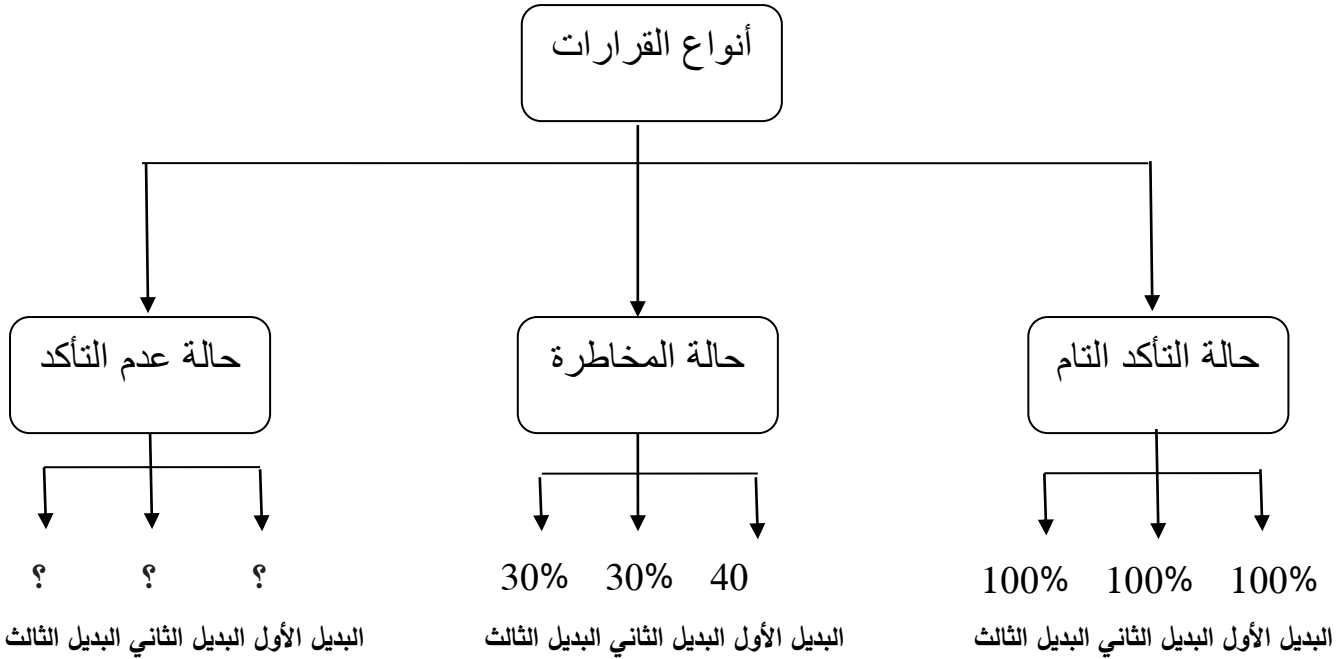 أنواع القرارات
حالة التأكد التام
حالة المخاطرة
حالة عدم التأكد
100% 100% 100%
40 30% 30%
؟ ؟ ؟
البديل الأول البديل الثاني البديل الثالث
البديل الأول البديل الثاني البديل الثالث
البديل الأول البديل الثاني البديل الثالث